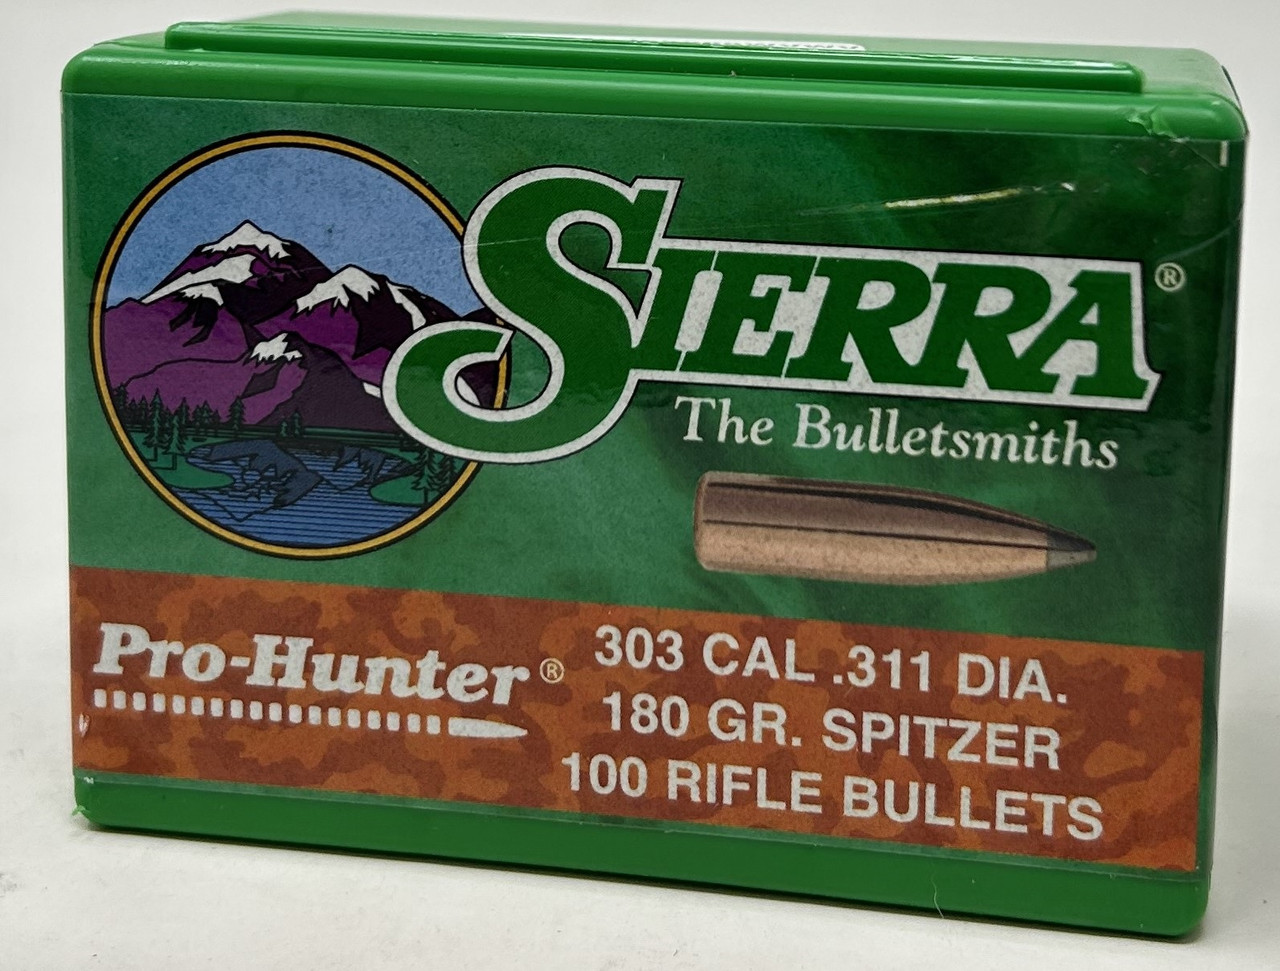 SIERRA®
The Bulletsmiths
Pro-Hunter®
303 CAL .311 DIA.
180 GR. SPITZER
100 RIFLE BULLETS